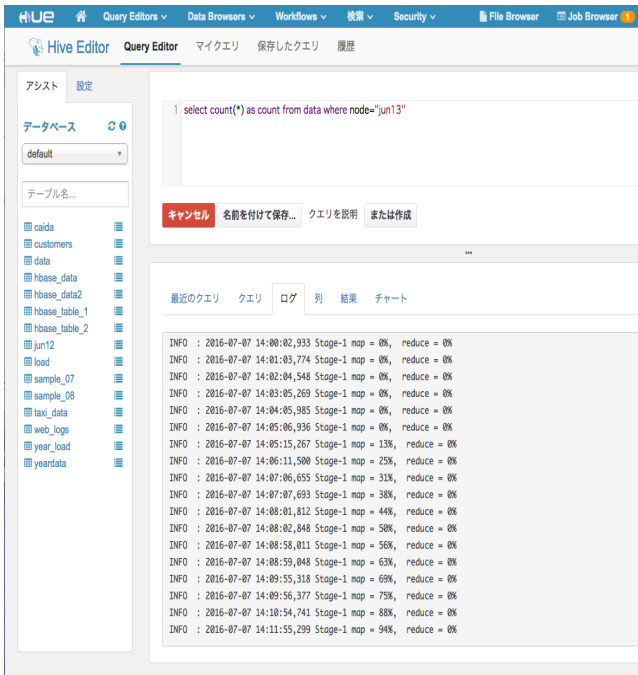 HUE Query Editors Data Browsers Workflows 検索 Security File Browser Job Browser 1
Hive Editor Query Editor マイクエリ 保存したクエリ 履歴
アシスト 設定
データベース
default
テーブル名...
caida
customers
data
hbase_data
hbase_data2
hbase_table_1
hbase_table_2
jun12
load
sample_07
sample_08
taxi_data
web_logs
year_load
yeardata
1 select count(*) as count from data where node="jun13"
キャンセル 名前を付けて保存... クエリを説明 または作成
最近のクエリ クエリ ログ 列 結果 チャート
INFO : 2016-07-07 14:00:02,933 Stage-1 map = 0%, reduce = 0%
INFO : 2016-07-07 14:01:03,774 Stage-1 map = 0%, reduce = 0%
INFO : 2016-07-07 14:02:04,548 Stage-1 map = 0%, reduce = 0%
INFO : 2016-07-07 14:03:05,269 Stage-1 map = 0%, reduce = 0%
INFO : 2016-07-07 14:04:05,985 Stage-1 map = 0%, reduce = 0%
INFO : 2016-07-07 14:05:06,936 Stage-1 map = 0%, reduce = 0%
INFO : 2016-07-07 14:05:15,267 Stage-1 map = 13%, reduce = 0%
INFO : 2016-07-07 14:06:11,500 Stage-1 map = 25%, reduce = 0%
INFO : 2016-07-07 14:07:06,655 Stage-1 map = 31%, reduce = 0%
INFO : 2016-07-07 14:07:07,693 Stage-1 map = 38%, reduce = 0%
INFO : 2016-07-07 14:08:01,812 Stage-1 map = 44%, reduce = 0%
INFO : 2016-07-07 14:08:02,848 Stage-1 map = 50%, reduce = 0%
INFO : 2016-07-07 14:08:58,011 Stage-1 map = 56%, reduce = 0%
INFO : 2016-07-07 14:08:59,048 Stage-1 map = 63%, reduce = 0%
INFO : 2016-07-07 14:09:55,318 Stage-1 map = 69%, reduce = 0%
INFO : 2016-07-07 14:09:56,377 Stage-1 map = 75%, reduce = 0%
INFO : 2016-07-07 14:10:54,741 Stage-1 map = 88%, reduce = 0%
INFO : 2016-07-07 14:11:55,299 Stage-1 map = 94%, reduce = 0%